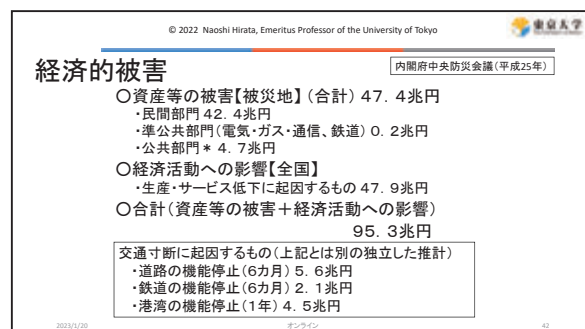 © 2022 Naoshi Hirata, Emeritus Professor of the University of Tokyo
東京大学
経済的被害
内閣府中央防災会議(平成25年)
〇資産等の被害【被災地】(合計) 47. 4兆円
・民間部門 42. 4兆円
・準公共部門(電気・ガス・通信、鉄道) 0. 2兆円
・公共部門* 4. 7兆円
〇経済活動への影響【全国】
・生産・サービス低下に起因するもの 47. 9兆円
〇合計(資産等の被害+経済活動への影響)
95. 3兆円
交通寸断に起因するもの(上記とは別の独立した推計)
・道路の機能停止(6カ月) 5. 6兆円
・鉄道の機能停止(6カ月) 2. 1兆円
・港湾の機能停止(1年) 4. 5兆円
2023/1/20 オンライン 42